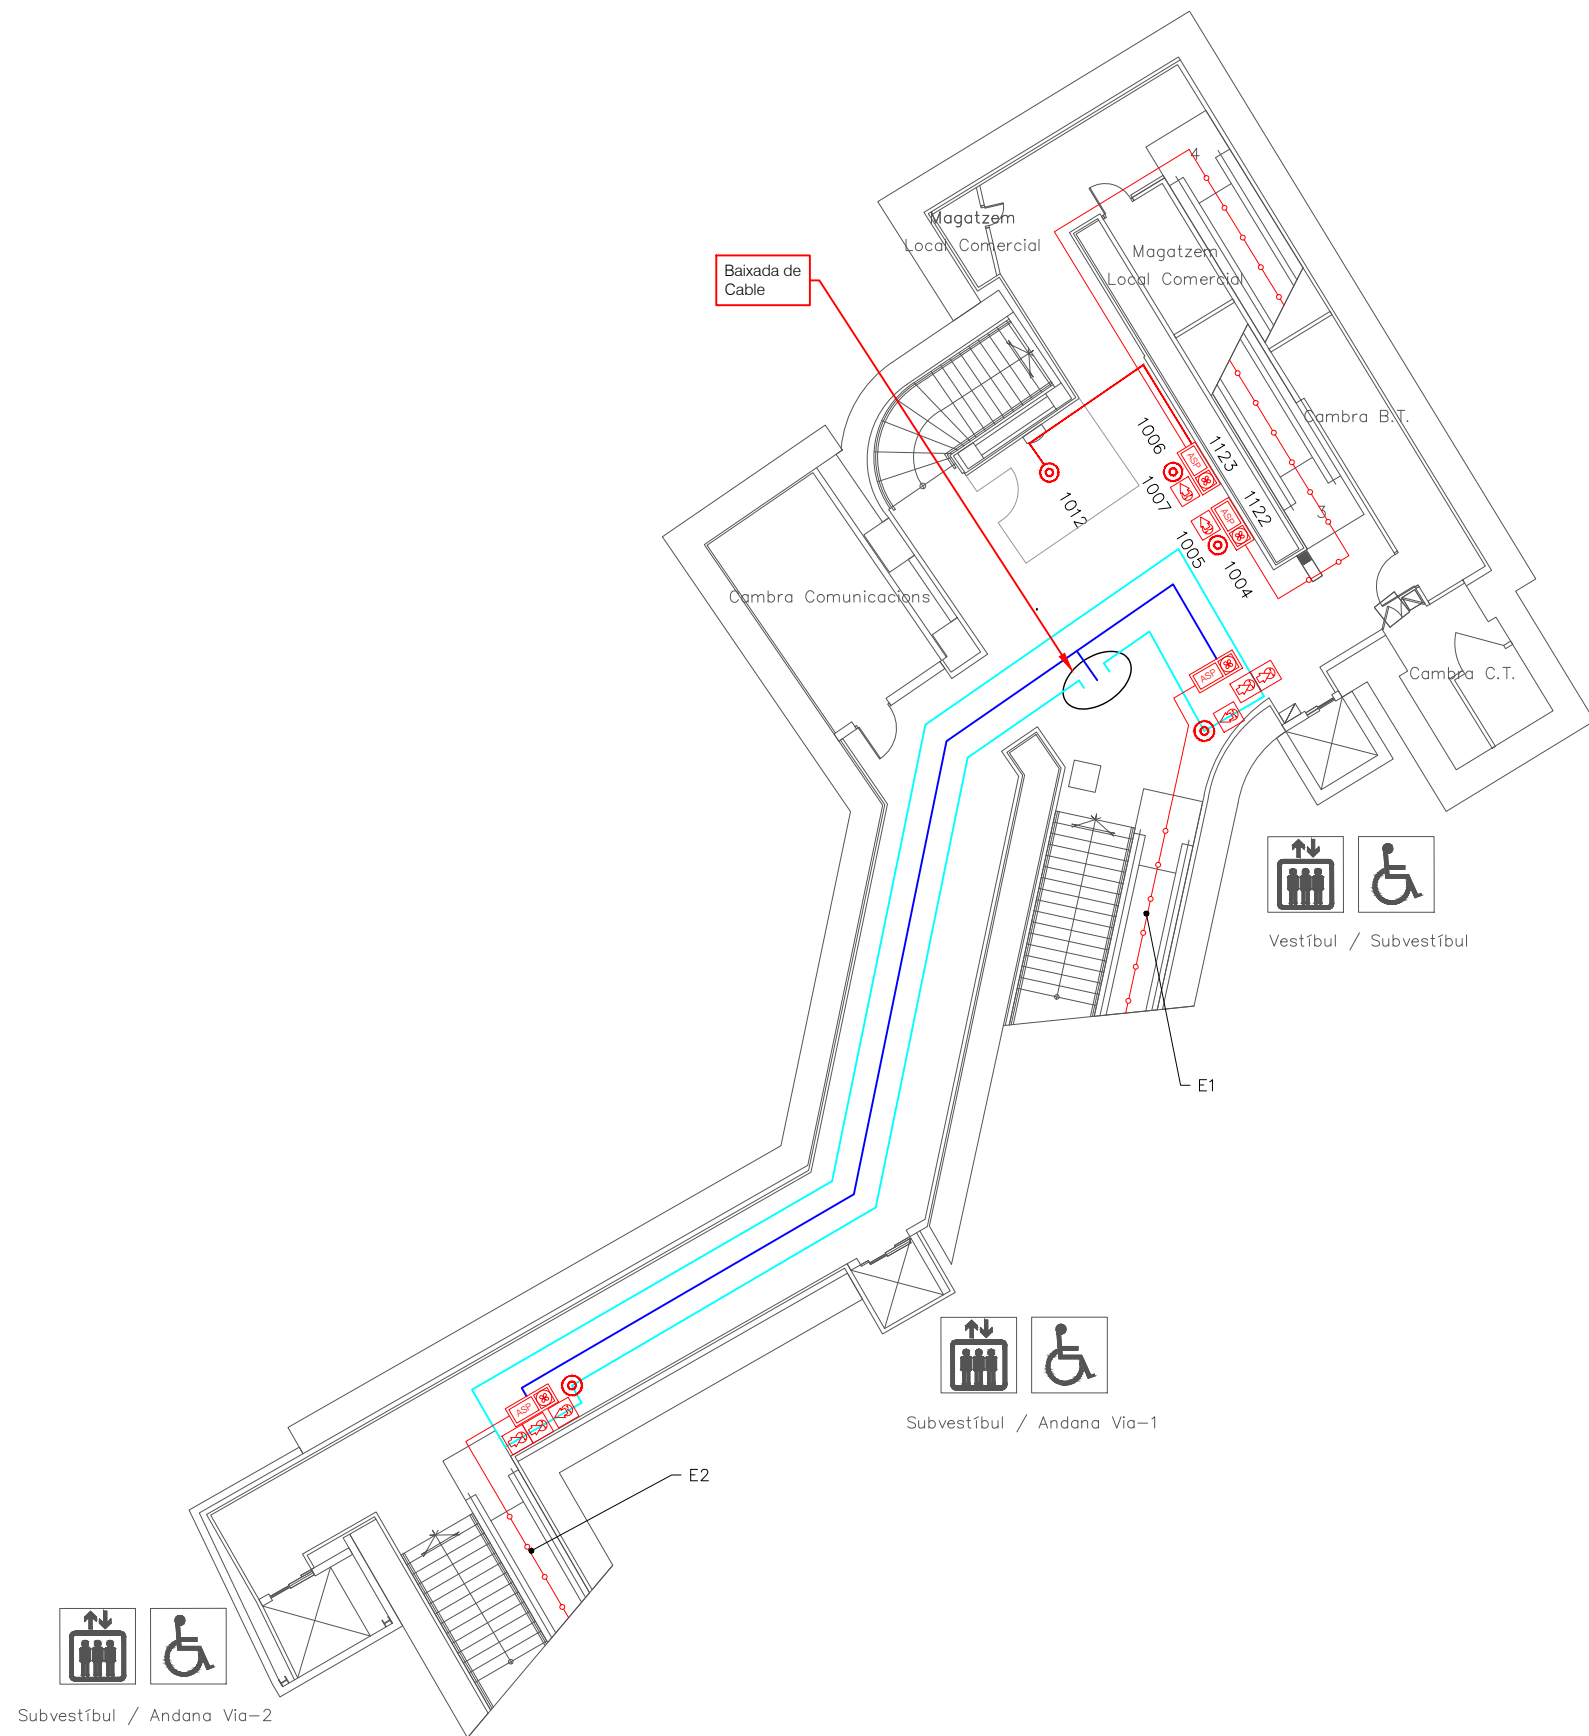 4
Magatzem
Local Comercial
Magatzem
Local Comercial
Baixada de
Cable
Cambra B.T.
1006
1123
ASP
1007
1012
1122
ASP
3
1005
1004
Cambra Comunicacions
ASP
Cambra C.T.
Vestíbul / Subvestíbul
E1
ASP
Subvestíbul / Andana Via-1
E2
Subvestíbul / Andana Via-2